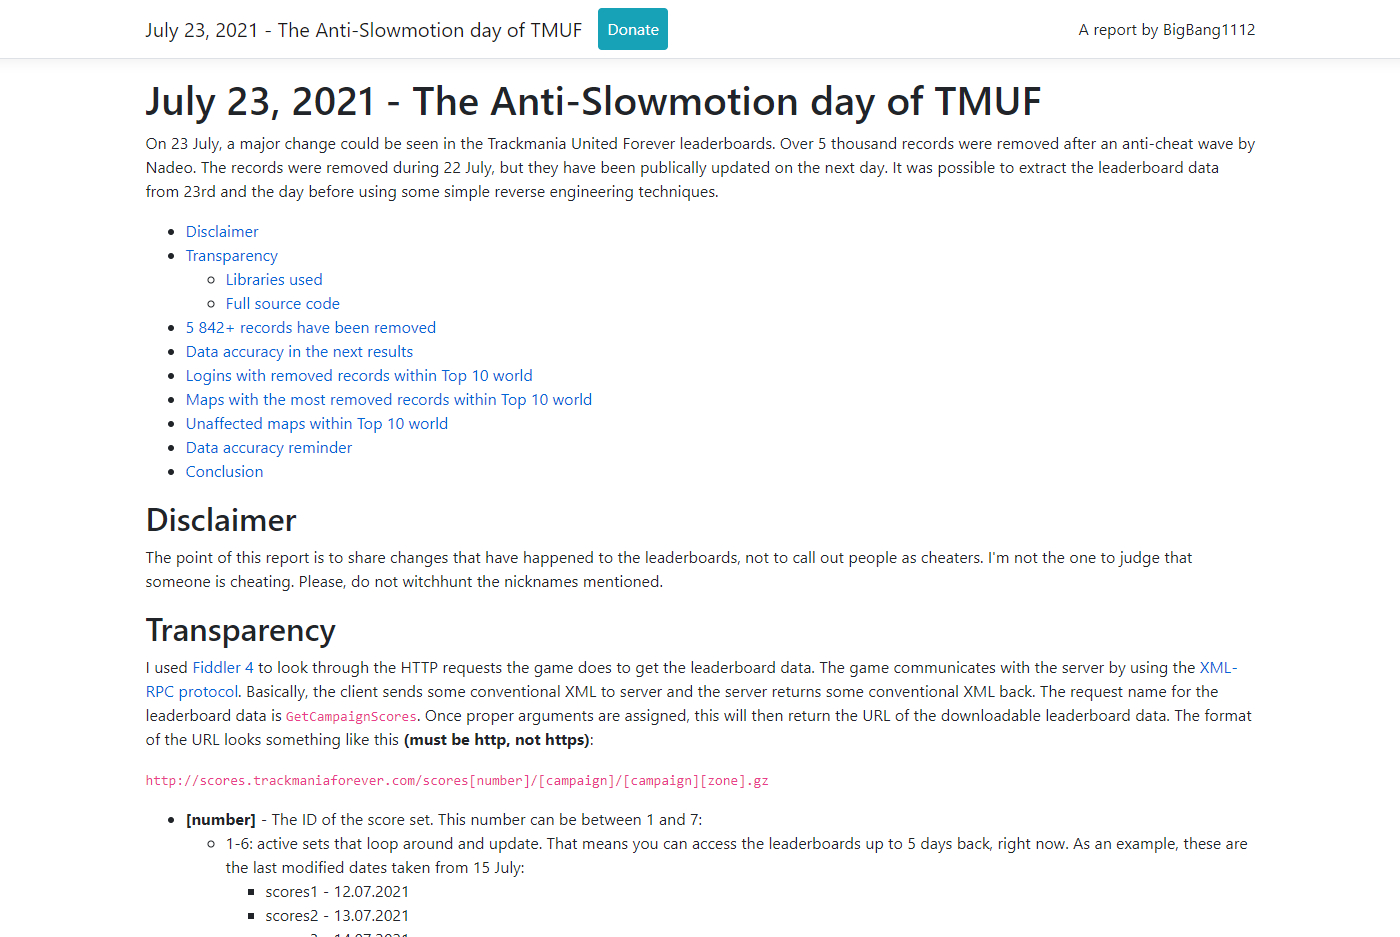 July 23, 2021 - The Anti-Slowmotion day of TMUF
Donate
A report by BigBang1112
July 23, 2021 - The Anti-Slowmotion day of TMUF
On 23 July, a major change could be seen in the Trackmania United Forever leaderboards. Over 5 thousand records were removed after an anti-cheat wave by
Nadeo. The records were removed during 22 July, but they have been publically updated on the next day. It was possible to extract the leaderboard data
from 23rd and the day before using some simple reverse engineering techniques.
Disclaimer
Transparency
Libraries used
Full source code
5 842+ records have been removed
Data accuracy in the next results
Logins with removed records within Top 10 world
Maps with the most removed records within Top 10 world
Unaffected maps within Top 10 world
Data accuracy reminder
Conclusion
Disclaimer
The point of this report is to share changes that have happened to the leaderboards, not to call out people as cheaters. I'm not the one to judge that
someone is cheating. Please, do not witchhunt the nicknames mentioned.
Transparency
I used Fiddler 4 to look through the HTTP requests the game does to get the leaderboard data. The game communicates with the server by using the XML-
RPC protocol. Basically, the client sends some conventional XML to server and the server returns some conventional XML back. The request name for the
leaderboard data is GetCampaignScores. Once proper arguments are assigned, this will then return the URL of the downloadable leaderboard data. The format
of the URL looks something like this (must be http, not https):
http://scores.trackmaniaforever.com/scores[number]/[campaign]/[campaign][zone].gz
[number] - The ID of the score set. This number can be between 1 and 7:
1-6: active sets that loop around and update. That means you can access the leaderboards up to 5 days back, right now. As an example, these are
the last modified dates taken from 15 July:
scores1 - 12.07.2021
scores2 - 13.07.2021